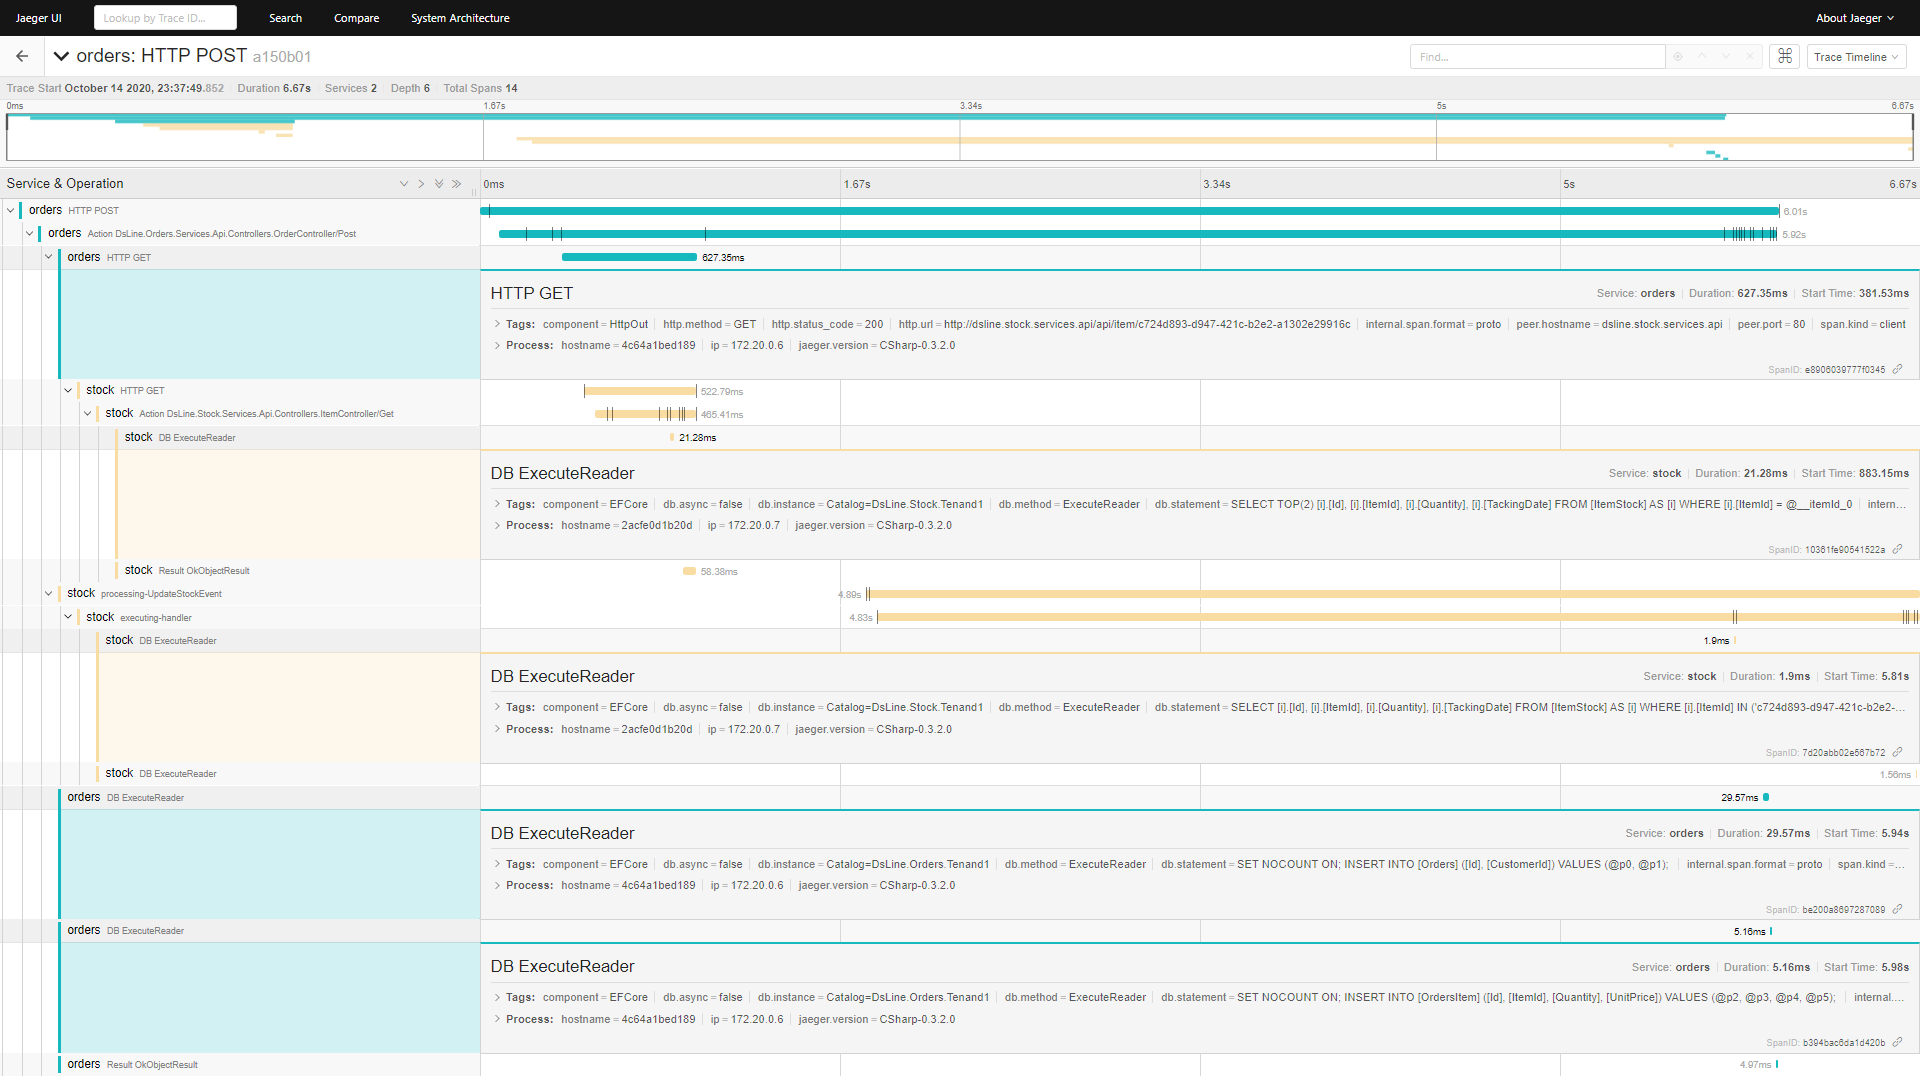 Jaeger UI Lookup by Trace ID... Search Compare System Architecture About Jaeger
orders: HTTP POST a150b01 Find... Trace Timeline
Trace Start October 14 2020, 23:37:49.852 Duration 6.67s Services 2 Depth 6 Total Spans 14
0ms 1.67s 3.34s 5s 6.67s
Service & Operation 0ms 1.67s 3.34s 5s 6.67s
orders HTTP POST 6.01s
orders Action DsLine.Orders.Services.Api.Controllers.OrderController/Post 5.92s
orders HTTP GET 627.35ms
HTTP GET Service: orders Duration: 627.35ms Start Time: 381.53ms
Tags: component = HttpOut http.method = GET http.status_code = 200 http.url = http://dsline.stock.services.api/api/item/c724d893-d947-421c-b2e2-a1302e29916c internal.span.format = proto peer.hostname = dsline.stock.services.api peer.port = 80 span.kind = client
Process: hostname = 4c64a1bed189 ip = 172.20.0.6 jaeger.version = CSharp-0.3.2.0
SpanID: e8906039777f0345
stock HTTP GET 522.79ms
stock Action DsLine.Stock.Services.Api.Controllers.ItemController/Get 465.41ms
stock DB ExecuteReader 21.28ms
DB ExecuteReader Service: stock Duration: 21.28ms Start Time: 883.15ms
Tags: component = EFCore db.async = false db.instance = Catalog=DsLine.Stock.Tenand1 db.method = ExecuteReader db.statement = SELECT TOP(2) [i].[Id], [i].[ItemId], [i].[Quantity], [i].[TackingDate] FROM [ItemStock] AS [i] WHERE [i].[ItemId] = @__itemId_0 intern...
Process: hostname = 2acfe0d1b20d ip = 172.20.0.7 jaeger.version = CSharp-0.3.2.0
SpanID: 10361fe90541522a
stock Result OkObjectResult 58.38ms
stock processing-UpdateStockEvent 4.89s
stock executing-handler 4.83s
stock DB ExecuteReader 1.9ms
DB ExecuteReader Service: stock Duration: 1.9ms Start Time: 5.81s
Tags: component = EFCore db.async = false db.instance = Catalog=DsLine.Stock.Tenand1 db.method = ExecuteReader db.statement = SELECT [i].[Id], [i].[ItemId], [i].[Quantity], [i].[TackingDate] FROM [ItemStock] AS [i] WHERE [i].[ItemId] IN ('c724d893-d947-421c-b2e2-...
Process: hostname = 2acfe0d1b20d ip = 172.20.0.7 jaeger.version = CSharp-0.3.2.0
SpanID: 7d20abb02e567b72
stock DB ExecuteReader 1.56ms
orders DB ExecuteReader 29.57ms
DB ExecuteReader Service: orders Duration: 29.57ms Start Time: 5.94s
Tags: component = EFCore db.async = false db.instance = Catalog=DsLine.Orders.Tenand1 db.method = ExecuteReader db.statement = SET NOCOUNT ON; INSERT INTO [Orders] ([Id], [CustomerId]) VALUES (@p0, @p1); internal.span.format = proto span.kind =...
Process: hostname = 4c64a1bed189 ip = 172.20.0.6 jaeger.version = CSharp-0.3.2.0
SpanID: be200a8697287089
orders DB ExecuteReader 5.16ms
DB ExecuteReader Service: orders Duration: 5.16ms Start Time: 5.98s
Tags: component = EFCore db.async = false db.instance = Catalog=DsLine.Orders.Tenand1 db.method = ExecuteReader db.statement = SET NOCOUNT ON; INSERT INTO [OrdersItem] ([Id], [ItemId], [Quantity], [UnitPrice]) VALUES (@p2, @p3, @p4, @p5); internal....
Process: hostname = 4c64a1bed189 ip = 172.20.0.6 jaeger.version = CSharp-0.3.2.0
SpanID: b394bac6da1d420b
orders Result OkObjectResult 4.97ms